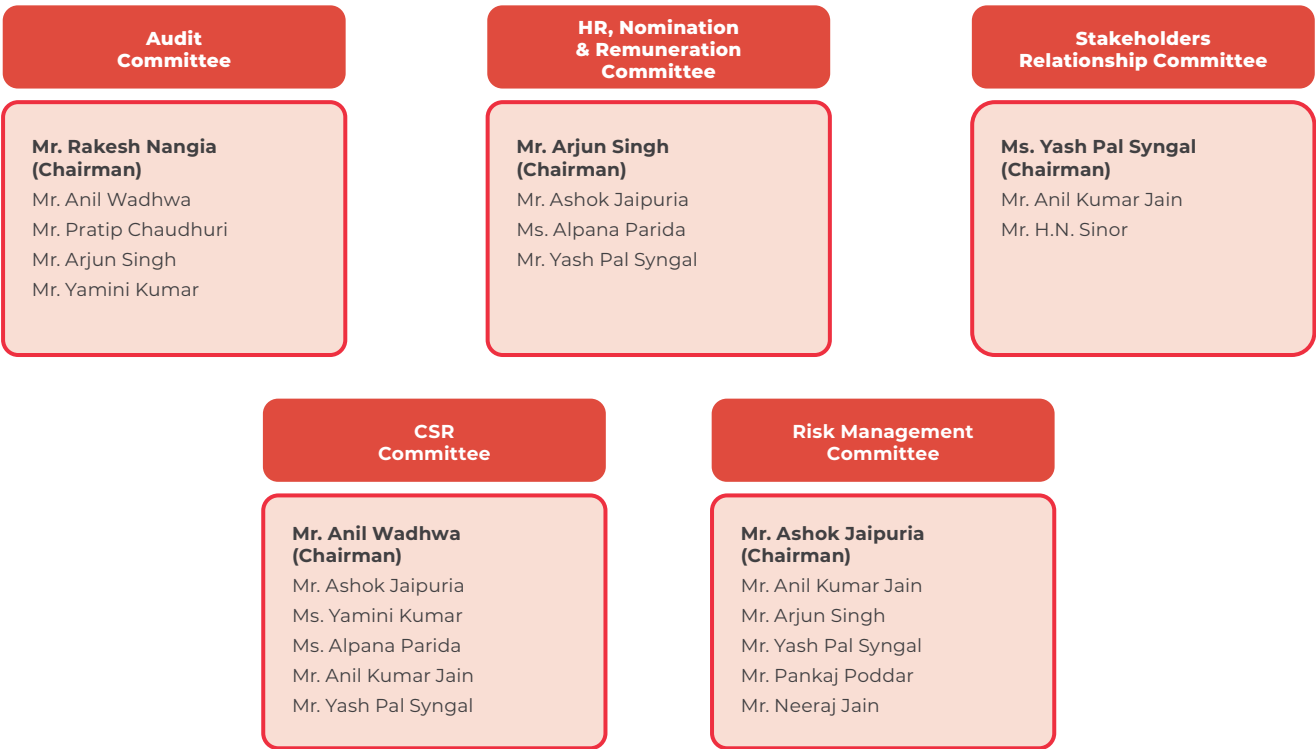 Audit
Committee
Mr. Rakesh Nangia
(Chairman)
Mr. Anil Wadhwa
Mr. Pratip Chaudhuri
Mr. Arjun Singh
Mr. Yamini Kumar
HR, Nomination
& Remuneration
Committee
Mr. Arjun Singh
(Chairman)
Mr. Ashok Jaipuria
Ms. Alpana Parida
Mr. Yash Pal Syngal
Stakeholders
Relationship Committee
Ms. Yash Pal Syngal
(Chairman)
Mr. Anil Kumar Jain
Mr. H.N. Sinor
CSR
Committee
Mr. Anil Wadhwa
(Chairman)
Mr. Ashok Jaipuria
Ms. Yamini Kumar
Ms. Alpana Parida
Mr. Anil Kumar Jain
Mr. Yash Pal Syngal
Risk Management
Committee
Mr. Ashok Jaipuria
(Chairman)
Mr. Anil Kumar Jain
Mr. Arjun Singh
Mr. Yash Pal Syngal
Mr. Pankaj Poddar
Mr. Neeraj Jain